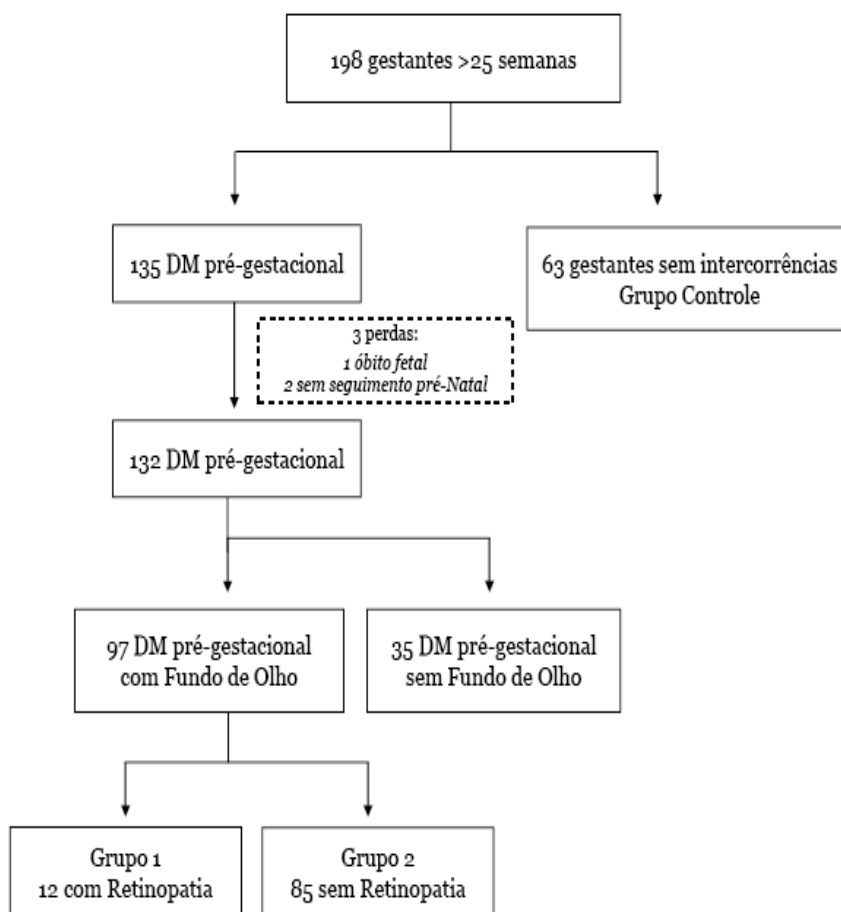 198 gestantes >25 semanas
135 DM pré-gestacional
63 gestantes sem intercorrências
Grupo Controle
3 perdas:
1 óbito fetal
2 sem seguimento pré-Natal
132 DM pré-gestacional
97 DM pré-gestacional
com Fundo de Olho
35 DM pré-gestacional
sem Fundo de Olho
Grupo 1
12 com Retinopatia
Grupo 2
85 sem Retinopatia